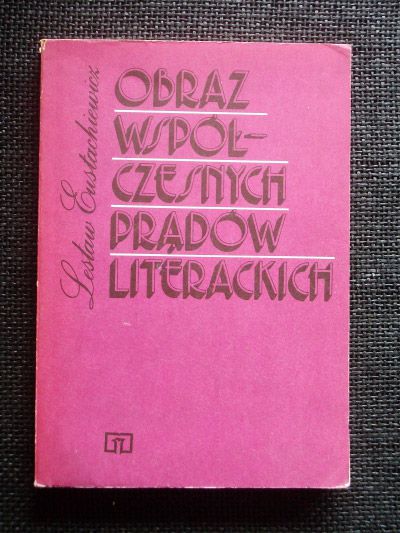 Lesław Eustachiewicz
OBRAZ
WSPÓŁ-
CZESNYCH
PRĄDÓW
LITERACKICH